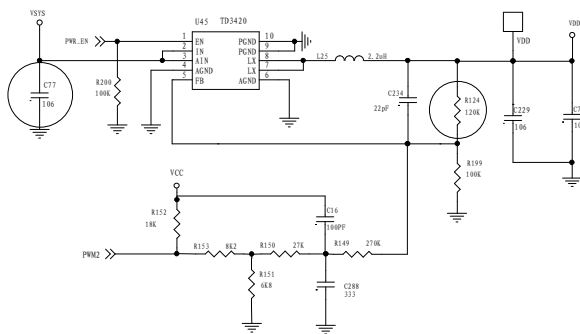 VSYS
U45 TD3420
PWR_EN
1 EN PGND 10
2 IN PGND 9
3 AIN LX 8
4 AGND LX 7
5 FB AGND 6
L25 2.2uH
VDD
VDD
C77
106
R200
100K
C234
22pF
R124
120K
C229
106
C7
10
R199
100K
VCC
R152
18K
C16
100PF
PWM2
R153 8K2 R150 27K R149 270K
R151
6K8
C288
333